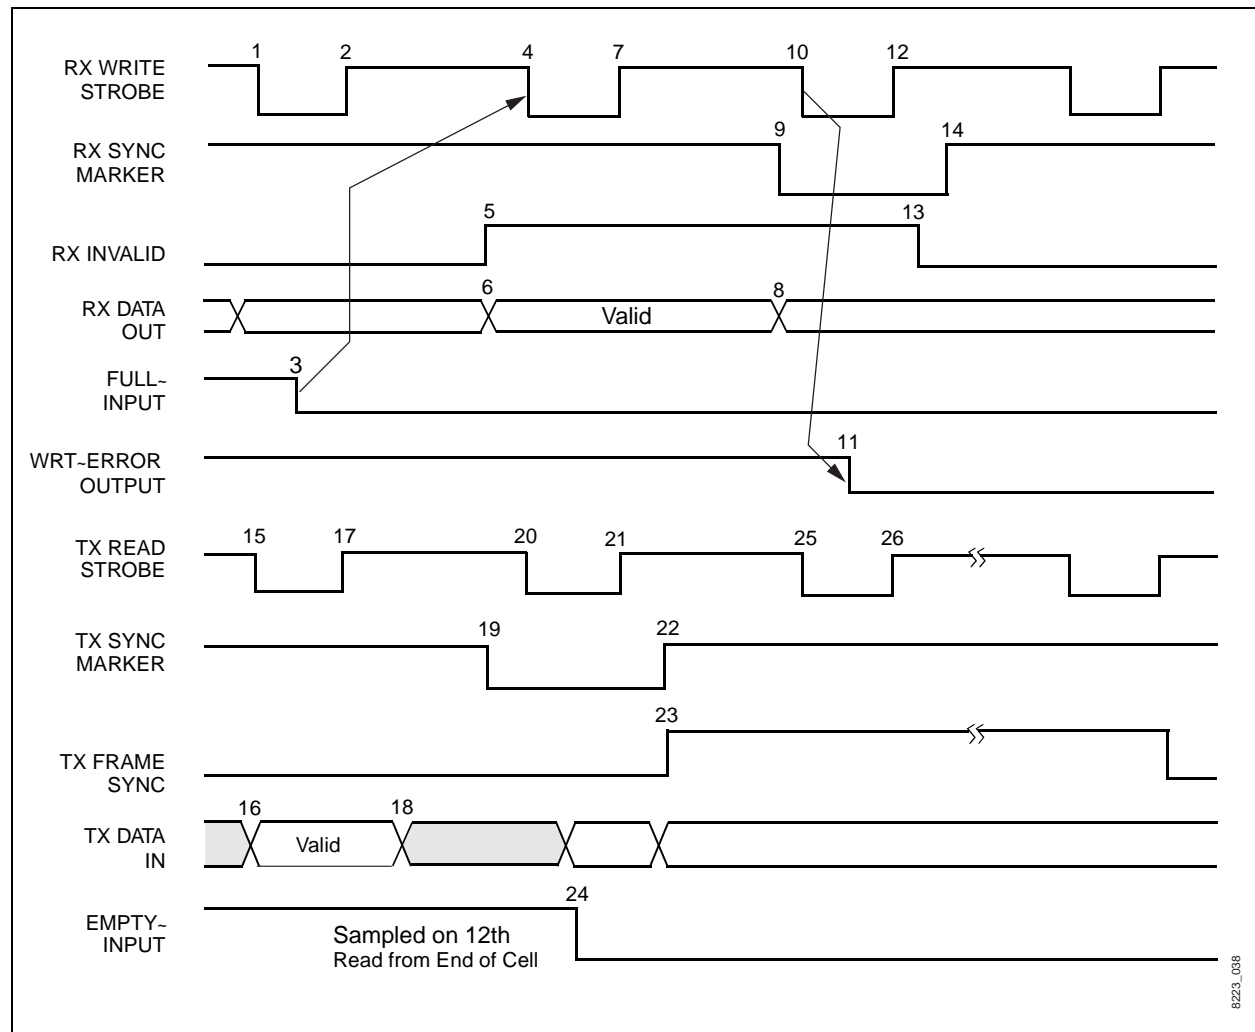 1
2
4
7
10
12
RX WRITE
STROBE
9
14
RX SYNC
MARKER
5
13
RX INVALID
6
8
RX DATA
OUT
Valid
3
FULL~
INPUT
11
WRT~ERROR
OUTPUT
15
17
20
21
25
26
TX READ
STROBE
19
22
TX SYNC
MARKER
23
TX FRAME
SYNC
16
18
TX DATA
IN
Valid
24
EMPTY~
INPUT
Sampled on 12th
Read from End of Cell
8223_038